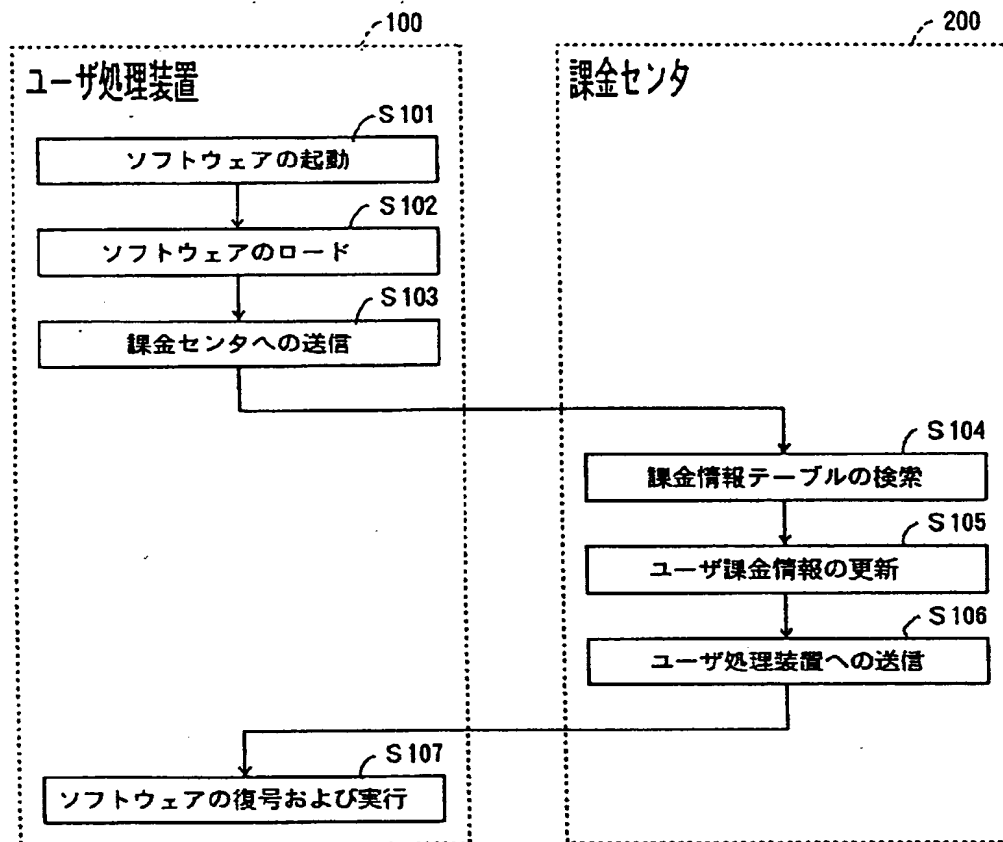 100
ユーザ処理装置
S101
ソフトウェアの起動
S102
ソフトウェアのロード
S103
課金センタへの送信
200
課金センタ
S104
課金情報テーブルの検索
S105
ユーザ課金情報の更新
S106
ユーザ処理装置への送信
S107
ソフトウェアの復号および実行